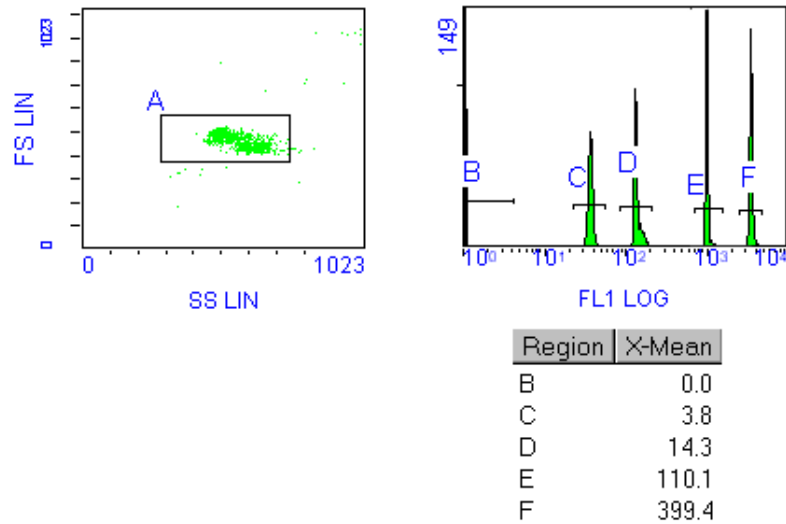 1023
A
FS LIN
0
0 1023
SS LIN
149
B C D E F
10⁰ 10¹ 10² 10³ 10⁴
FL1 LOG
Region X-Mean
B 0.0
C 3.8
D 14.3
E 110.1
F 399.4